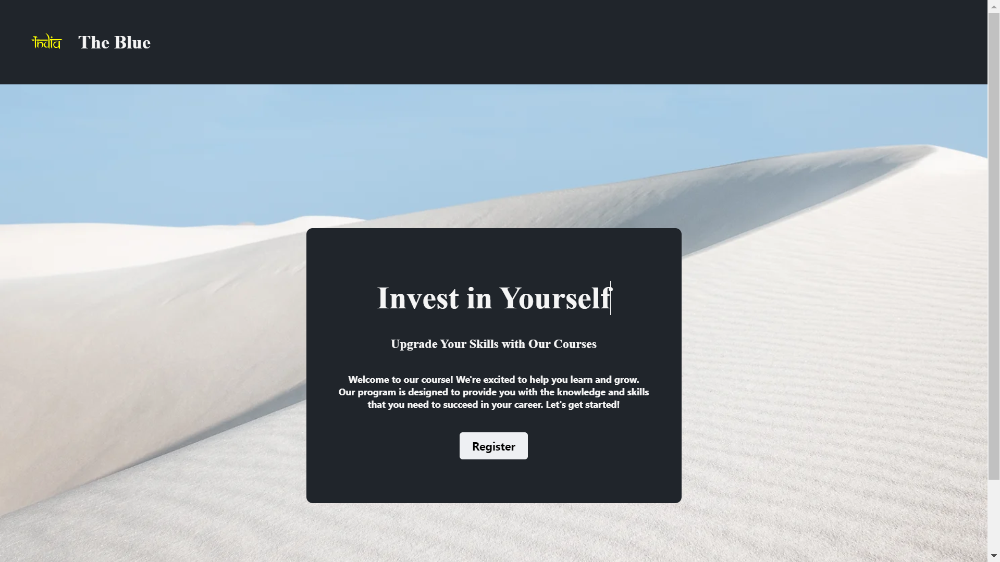 India
The Blue
Invest in Yourself
Upgrade Your Skills with Our Courses
Welcome to our course! We're excited to help you learn and grow.
Our program is designed to provide you with the knowledge and skills
that you need to succeed in your career. Let's get started!
Register